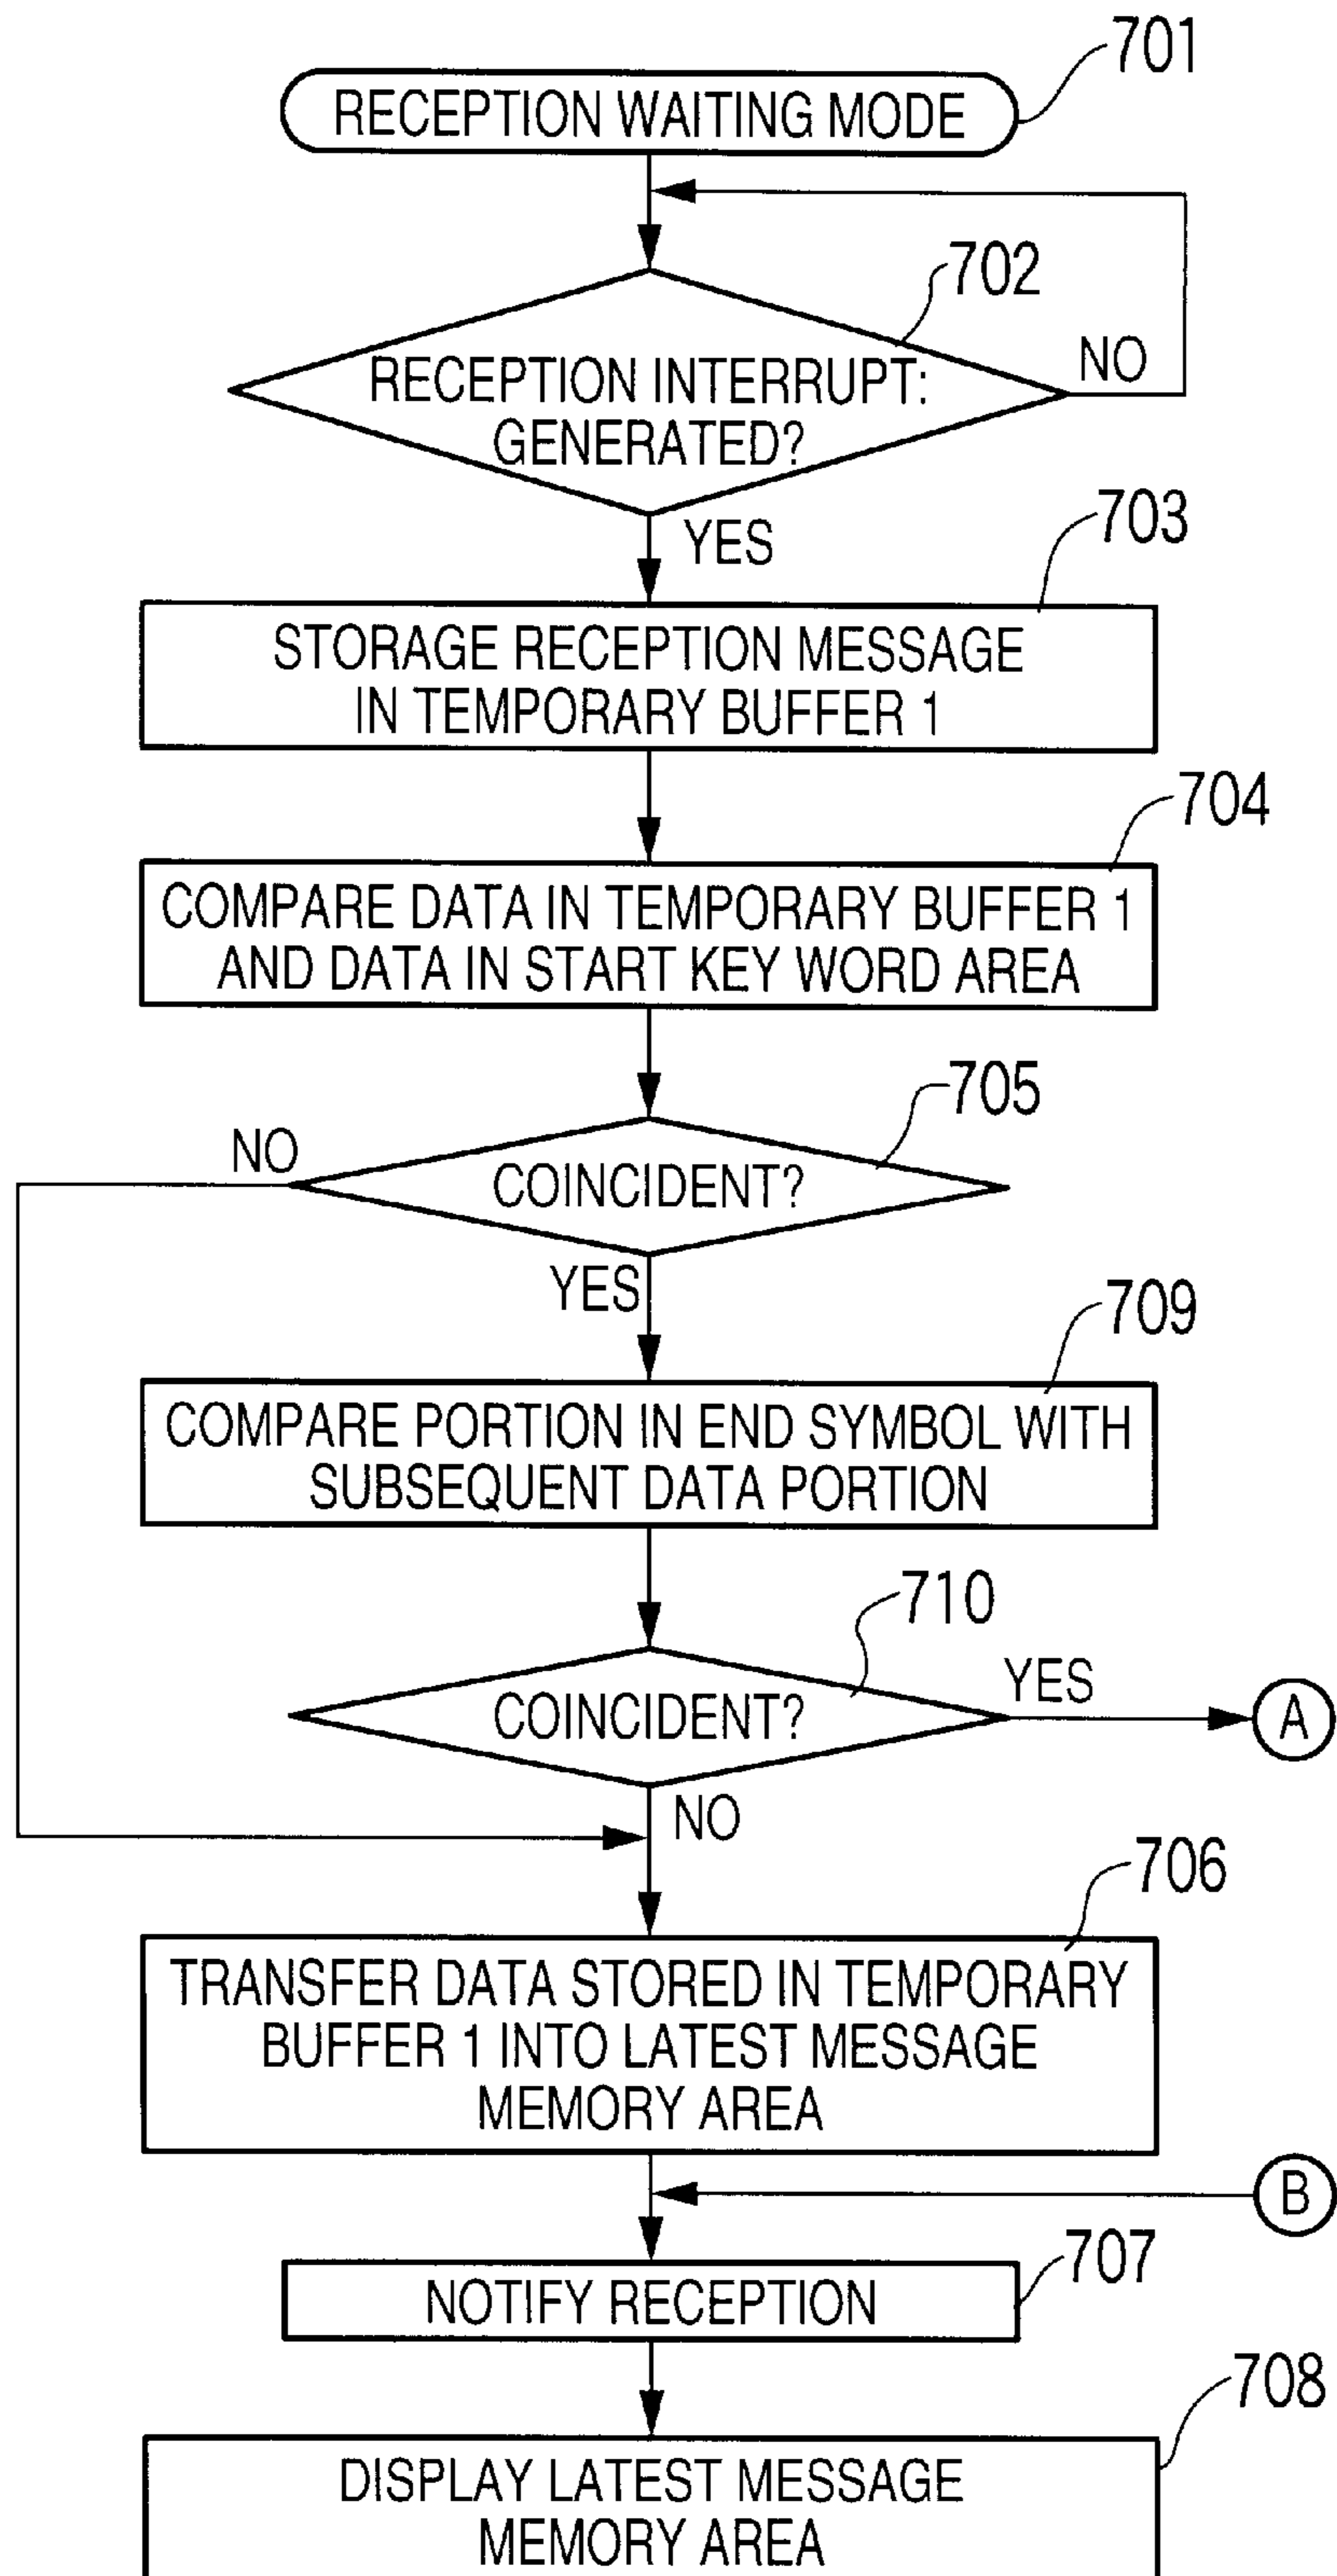 701
RECEPTION WAITING MODE
702
RECEPTION INTERRUPT:
GENERATED?
NO
YES
703
STORAGE RECEPTION MESSAGE
IN TEMPORARY BUFFER 1
704
COMPARE DATA IN TEMPORARY BUFFER 1
AND DATA IN START KEY WORD AREA
705
NO
COINCIDENT?
YES
709
COMPARE PORTION IN END SYMBOL WITH
SUBSEQUENT DATA PORTION
710
COINCIDENT?
YES
A
NO
706
TRANSFER DATA STORED IN TEMPORARY
BUFFER 1 INTO LATEST MESSAGE
MEMORY AREA
B
707
NOTIFY RECEPTION
708
DISPLAY LATEST MESSAGE
MEMORY AREA